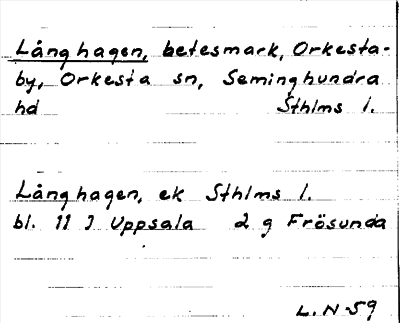 Långhagen, betesmark, Orkesta-
by, Orkesta sn, Seminghundra
hd Sthlms l.
Långhagen, ek Sthlms l.
bl. 11 J Uppsala 2 g Frösunda
L.N-59